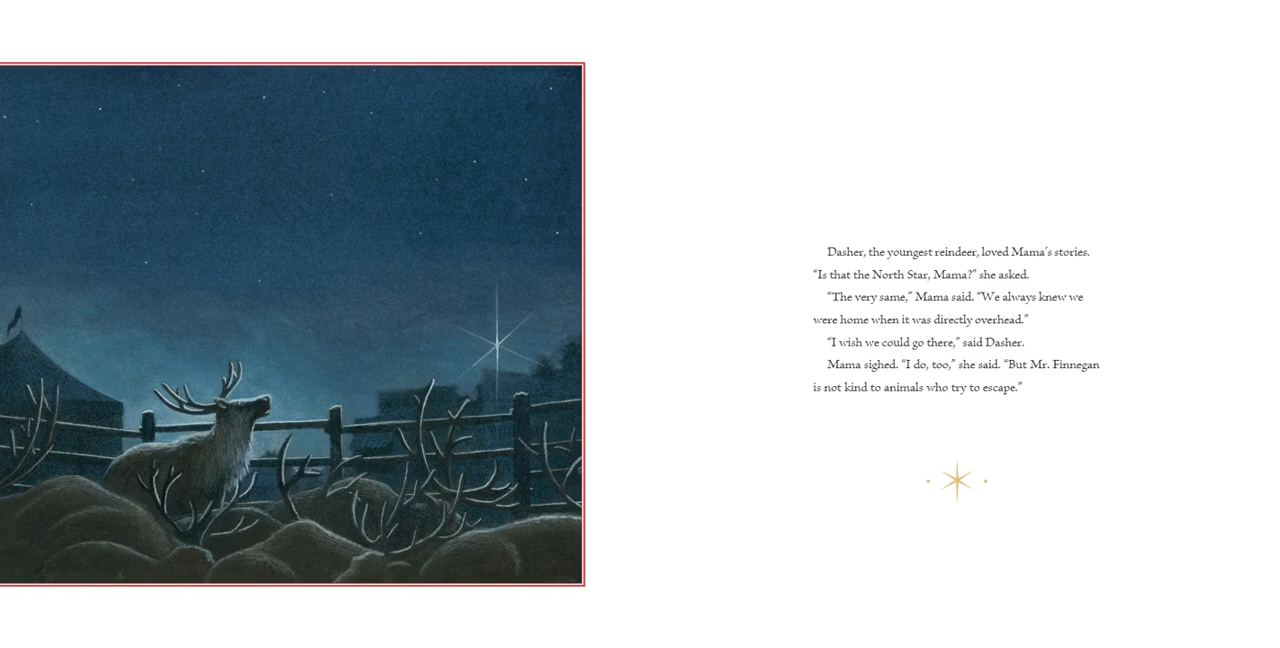 Dasher, the youngest reindeer, loved Mama's stories.
“Is that the North Star, Mama?” she asked.
“The very same,” Mama said. “We always knew we
were home when it was directly overhead.”
“I wish we could go there,” said Dasher.
Mama sighed. “I do, too,” she said. “But Mr. Finnegan
is not kind to animals who try to escape.”